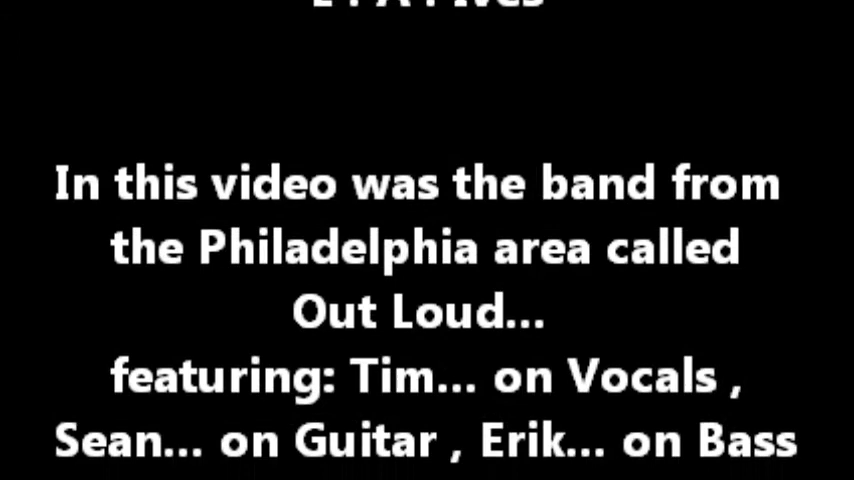 In this video was the band from
the Philadelphia area called
Out Loud...
featuring: Tim... on Vocals ,
Sean... on Guitar , Erik... on Bass